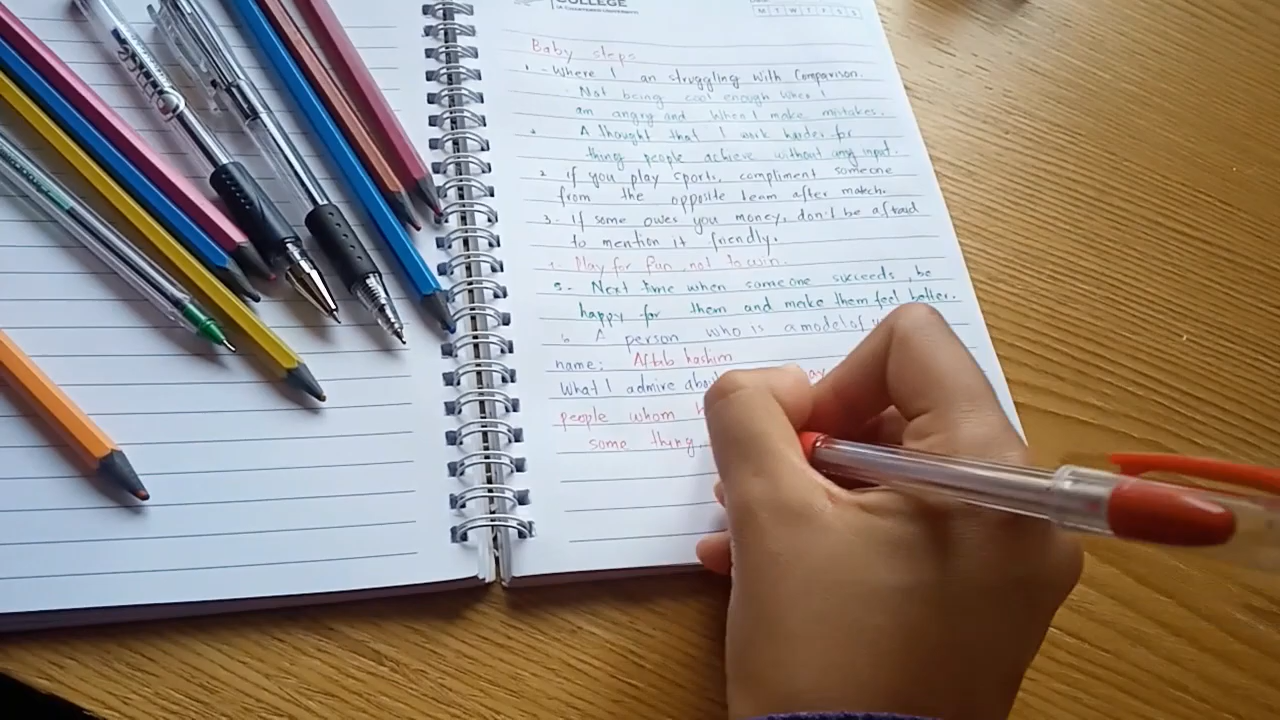 COLLEGE
M T W T F S S
Baby steps
1 - Where I an struggling with Comparison.
- Not being cool enough when I
am angry and When I make mistakes.
A thought that I work harder for
thing people achieve without any input.
2 - if you play sports, compliment someone
from the opposite team after match.
3 - if some owes you money, don't be afraid
to mention it friendly.
Play for fun, not to win.
5 - Next time when someone succeeds, be
happy for them and make them feel better.
6. A person who is a model of
name: Aftab hashim
What I admire
people whom
some thing.